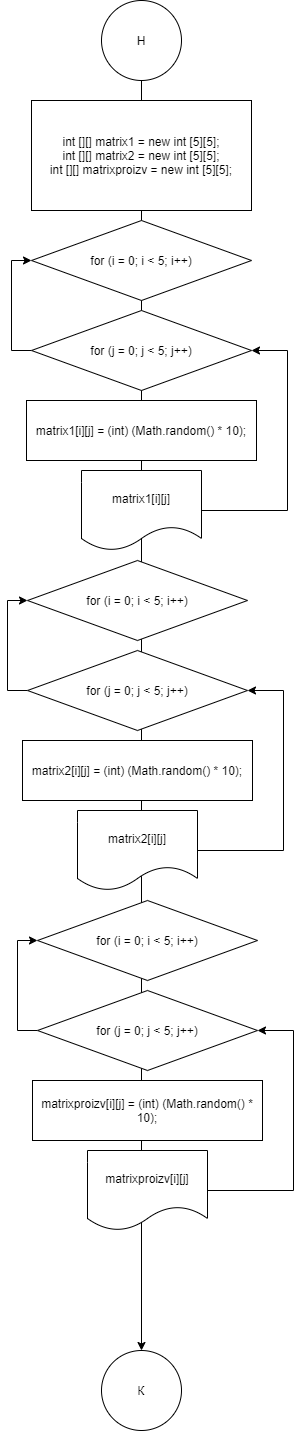 Н
int [][] matrix1 = new int [5][5];
int [][] matrix2 = new int [5][5];
int [][] matrixproizv = new int [5][5];
for (i = 0; i < 5; i++)
for (j = 0; j < 5; j++)
matrix1[i][j] = (int) (Math.random() * 10);
matrix1[i][j]
for (i = 0; i < 5; i++)
for (j = 0; j < 5; j++)
matrix2[i][j] = (int) (Math.random() * 10);
matrix2[i][j]
for (i = 0; i < 5; i++)
for (j = 0; j < 5; j++)
matrixproizv[i][j] = (int) (Math.random() *
10);
matrixproizv[i][j]
К